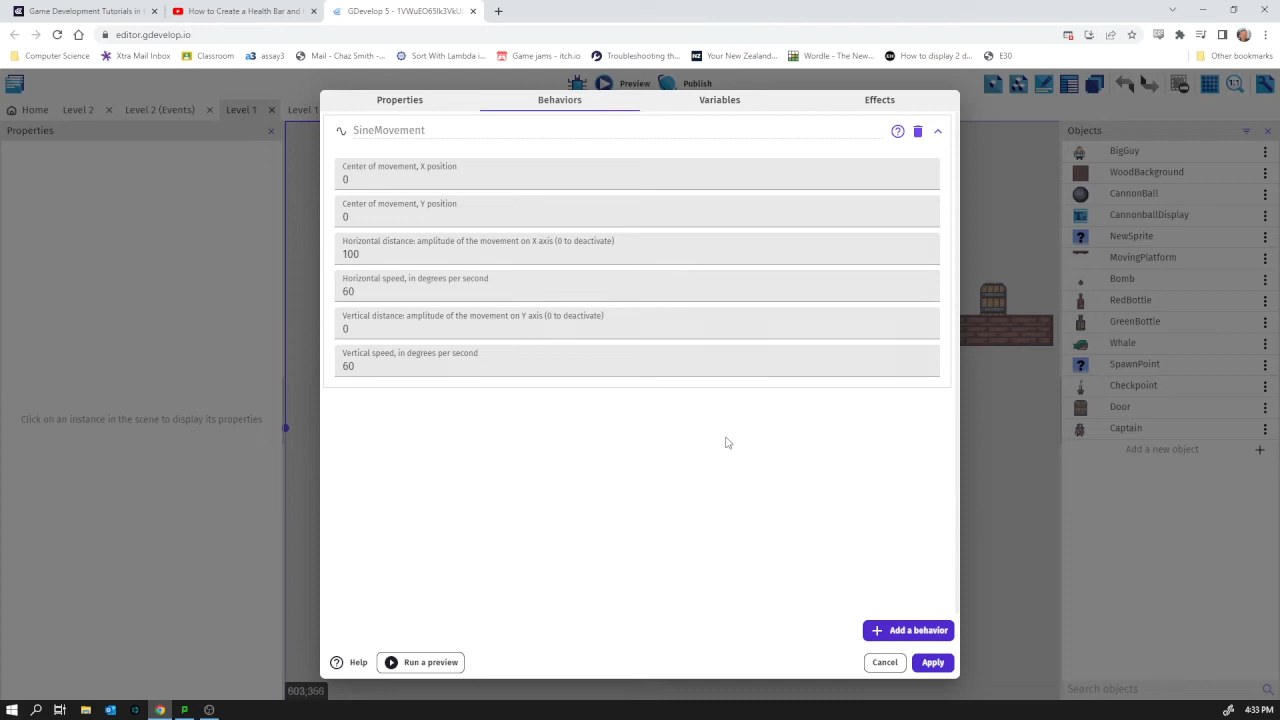 Game Development Tutorials in
How to Create a Health Bar and
GDevelop 5 - 1VWuEO65Ik3VkU
editor.gdevelop.io
Computer Science
Xtra Mail Inbox
Classroom
a3 assay3
Mail - Chaz Smith -...
Sort With Lambda i...
Game jams - itch.io
Troubleshooting th...
NZ Your New Zealand...
Wordle - The New...
How to display 2 d...
E30
Other bookmarks
Preview
Publish
Home
Level 2
Level 2 (Events)
Level 1
Level 1
Properties
Properties
Behaviors
Variables
Effects
Objects
SineMovement
Center of movement, X position
0
Center of movement, Y position
0
Horizontal distance: amplitude of the movement on X axis (0 to deactivate)
100
Horizontal speed, in degrees per second
60
Vertical distance: amplitude of the movement on Y axis (0 to deactivate)
0
Vertical speed, in degrees per second
60
Click on an instance in the scene to display its properties
BigGuy
WoodBackground
CannonBall
CannonballDisplay
NewSprite
MovingPlatform
Bomb
RedBottle
GreenBottle
Whale
SpawnPoint
Checkpoint
Door
Captain
Add a new object
Add a behavior
Help
Run a preview
Cancel
Apply
603;356
Search objects
4:33 PM